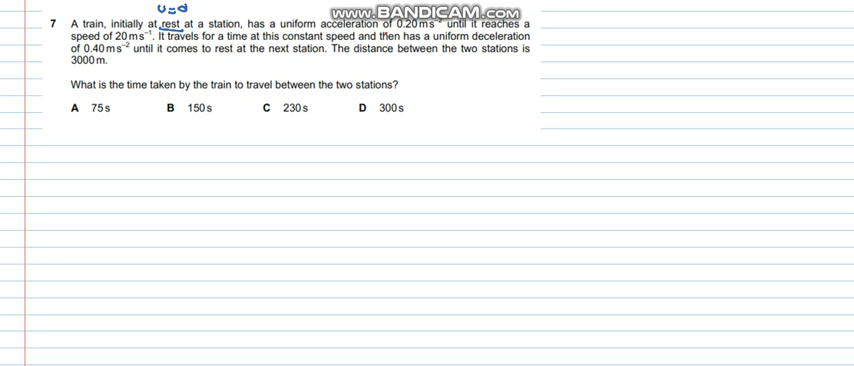 u=0
www.BANDICAM.com
7 A train, initially at rest at a station, has a uniform acceleration of 0.20 m s⁻² until it reaches a
speed of 20 m s⁻¹. It travels for a time at this constant speed and then has a uniform deceleration
of 0.40 m s⁻² until it comes to rest at the next station. The distance between the two stations is
3000 m.
What is the time taken by the train to travel between the two stations?
A 75 s B 150 s C 230 s D 300 s